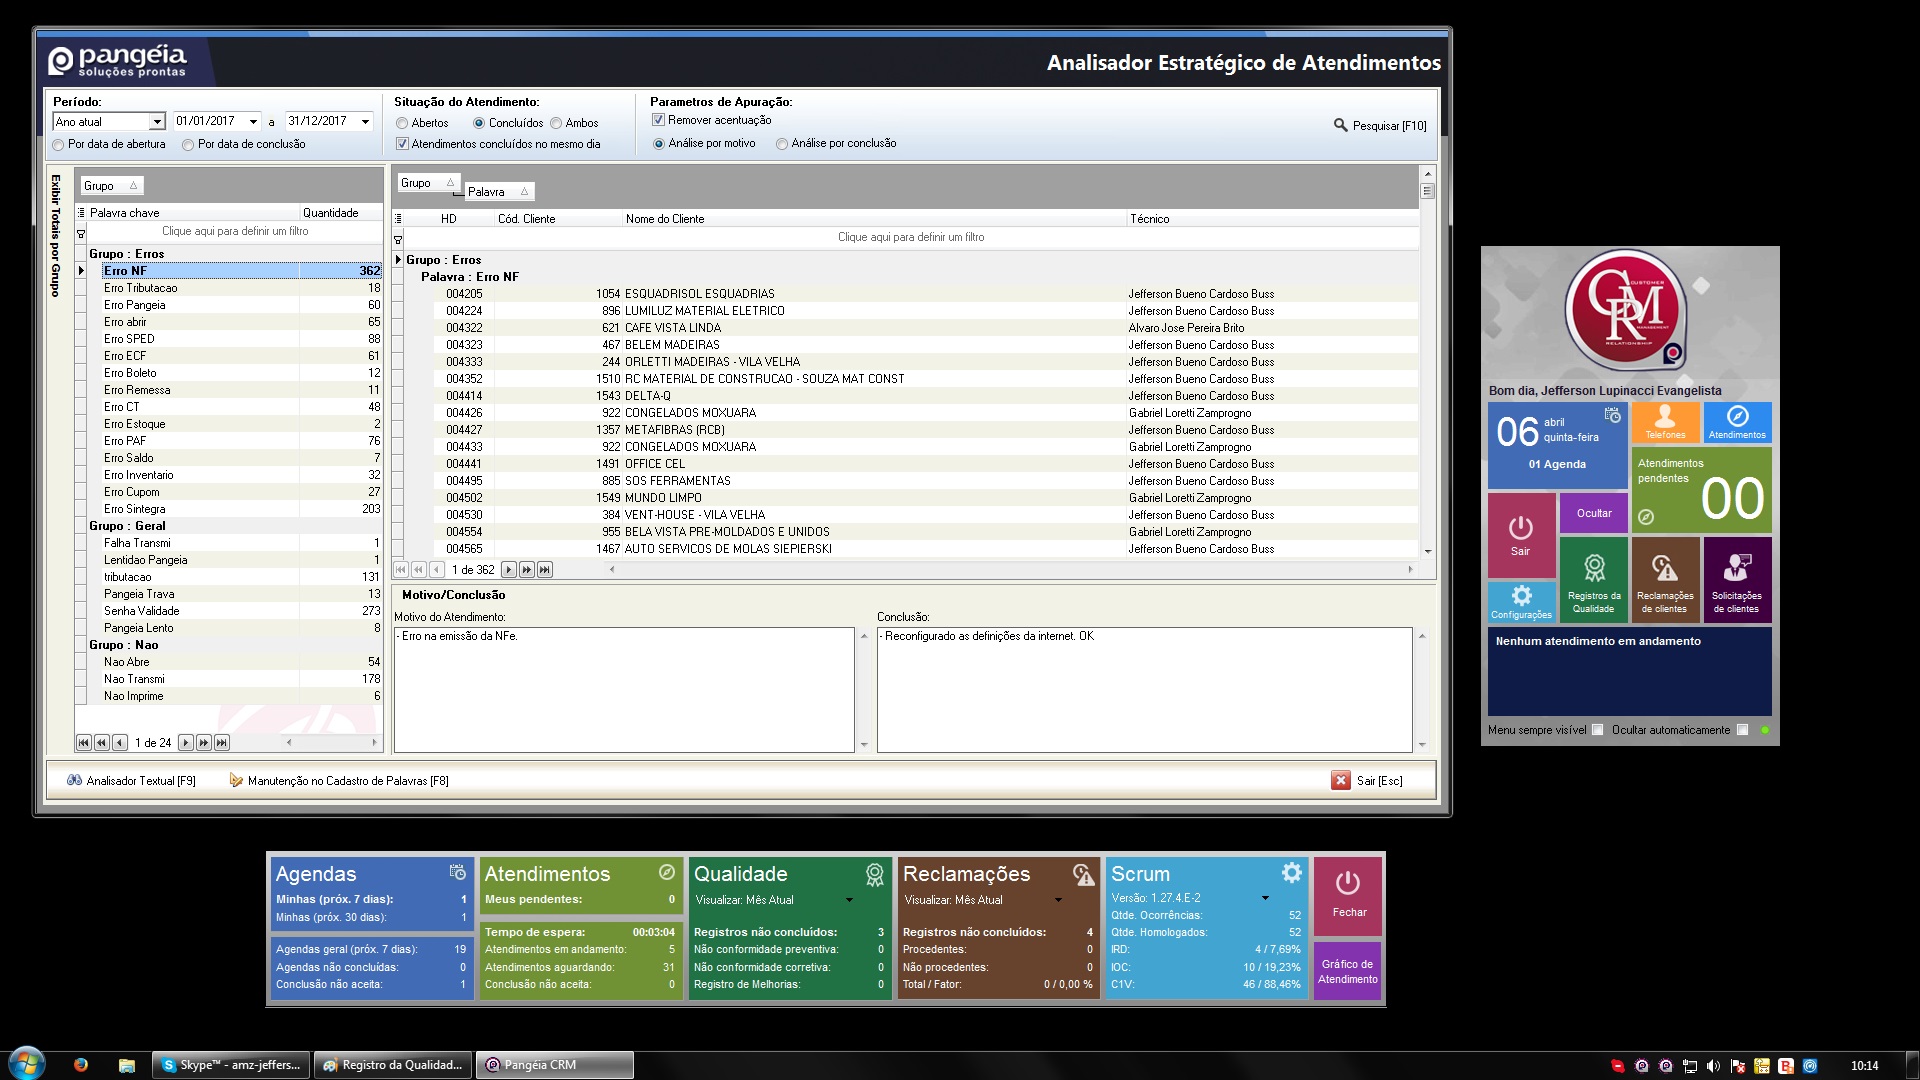 pangéia
soluções prontas
Analisador Estratégico de Atendimentos
Período:
Ano atual 01/01/2017 a 31/12/2017
Por data de abertura Por data de conclusão
Situação do Atendimento:
Abertos Concluídos Ambos
Atendimentos concluídos no mesmo dia
Parametros de Apuração:
Remover acentuação
Análise por motivo Análise por conclusão
Pesquisar [F10]
Exibir Totais por Grupo
Grupo
Palavra chave Quantidade
Clique aqui para definir um filtro
Grupo : Erros
Erro NF 362
Erro Tributacao 18
Erro Pangeia 60
Erro abrir 65
Erro SPED 88
Erro ECF 61
Erro Boleto 12
Erro Remessa 11
Erro CT 48
Erro Estoque 2
Erro PAF 76
Erro Saldo 7
Erro Inventario 32
Erro Cupom 27
Erro Sintegra 203
Grupo : Geral
Falha Transmi 1
Lentidao Pangeia 1
tributacao 131
Pangeia Trava 13
Senha Validade 273
Pangeia Lento 8
Grupo : Nao
Nao Abre 54
Nao Transmi 178
Nao Imprime 6
1 de 24
Grupo
Palavra
HD Cód. Cliente Nome do Cliente Técnico
Clique aqui para definir um filtro
Grupo : Erros
Palavra : Erro NF
004205 1054 ESQUADRISOL ESQUADRIAS Jefferson Bueno Cardoso Buss
004224 896 LUMILUZ MATERIAL ELETRICO Jefferson Bueno Cardoso Buss
004322 621 CAFE VISTA LINDA Alvaro Jose Pereira Brito
004323 467 BELEM MADEIRAS Jefferson Bueno Cardoso Buss
004333 244 ORLETTI MADEIRAS - VILA VELHA Jefferson Bueno Cardoso Buss
004352 1510 RC MATERIAL DE CONSTRUCAO - SOUZA MAT CONST Jefferson Bueno Cardoso Buss
004414 1543 DELTA-Q Jefferson Bueno Cardoso Buss
004426 922 CONGELADOS MOXUARA Gabriel Loretti Zamprogno
004427 1357 METAFIBRAS (RCB) Jefferson Bueno Cardoso Buss
004433 922 CONGELADOS MOXUARA Gabriel Loretti Zamprogno
004441 1491 OFFICE CEL Jefferson Bueno Cardoso Buss
004495 885 SOS FERRAMENTAS Jefferson Bueno Cardoso Buss
004502 1549 MUNDO LIMPO Gabriel Loretti Zamprogno
004530 384 VENT-HOUSE - VILA VELHA Jefferson Bueno Cardoso Buss
004554 955 BELA VISTA PRE-MOLDADOS E UNIDOS Gabriel Loretti Zamprogno
004565 1467 AUTO SERVICOS DE MOLAS SIEPIERSKI Jefferson Bueno Cardoso Buss
1 de 362
Motivo/Conclusão
Motivo do Atendimento:
- Erro na emissão da NFe.
Conclusão:
- Reconfigurado as definições da internet. OK
Analisador Textual [F9] Manutenção no Cadastro de Palavras [F8] Sair [Esc]
CUSTOMER
CRM
MANAGEMENT
RELATIONSHIP
Bom dia, Jefferson Lupinacci Evangelista
06 abril
quinta-feira
01 Agenda
Telefones
Atendimentos
Atendimentos
pendentes
00
Sair
Ocultar
Configurações
Registros da
Qualidade
Reclamações
de clientes
Solicitações
de clientes
Nenhum atendimento em andamento
Menu sempre visível Ocultar automaticamente
Agendas
Minhas (próx. 7 dias): 1
Minhas (próx. 30 dias): 1
Agendas geral (próx. 7 dias): 19
Agendas não concluídas: 0
Conclusão não aceita: 1
Atendimentos
Meus pendentes: 0
Tempo de espera: 00:03:04
Atendimentos em andamento: 5
Atendimentos aguardando: 31
Conclusão não aceita: 0
Qualidade
Visualizar: Mês Atual
Registros não concluídos: 3
Não conformidade preventiva: 0
Não conformidade corretiva: 0
Registro de Melhorias: 0
Reclamações
Visualizar: Mês Atual
Registros não concluídos: 4
Procedentes: 0
Não procedentes: 0
Total / Fator: 0 / 0,00 %
Scrum
Versão: 1.27.4.E-2
Qtde. Ocorrências: 52
Qtde. Homologados: 52
IRD: 4 / 7,69%
IOC: 10 / 19,23%
C1V: 46 / 88,46%
Fechar
Gráfico de
Atendimento
Skype™ - amz-jeffers... Registro da Qualidad... Pangéia CRM 10:14